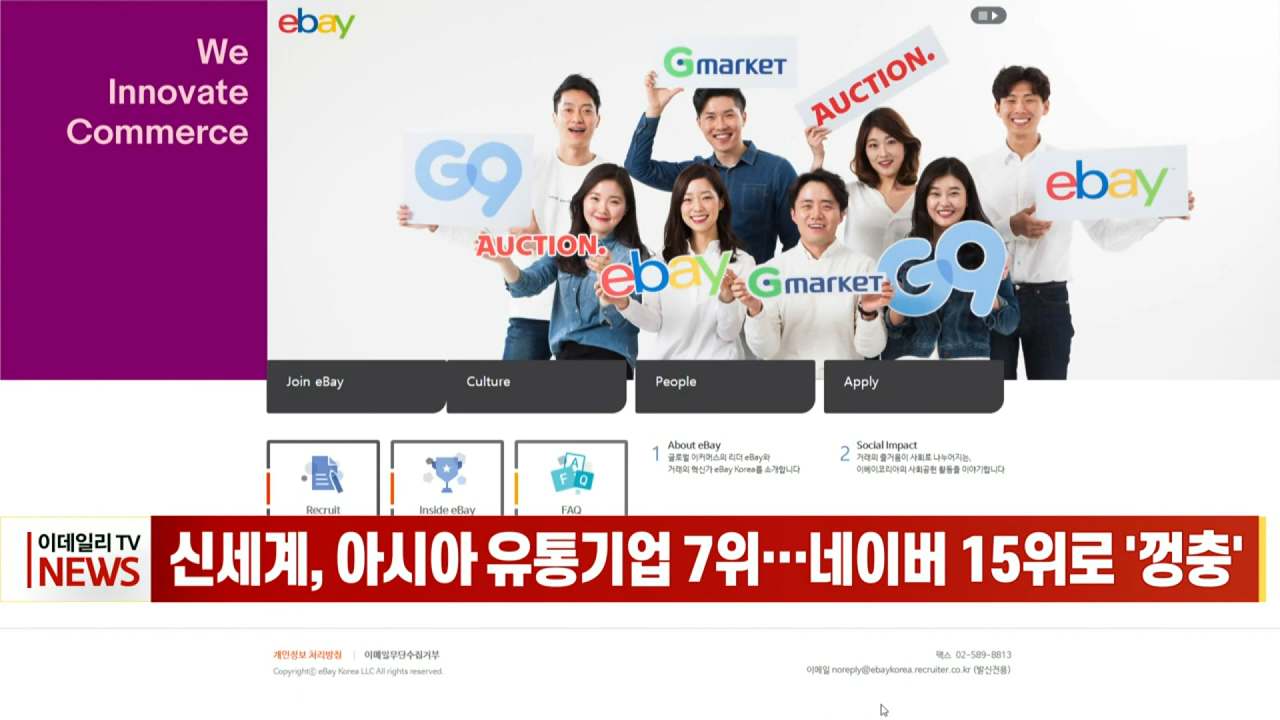 We
Innovate
Commerce
ebay
Gmarket
AUCTION.
G9
ebay
AUCTION.
ebay
Gmarket
G9
Join eBay
Culture
People
Apply
1 About eBay
글로벌 이커머스의 리더 eBay와
거래의 혁신가 eBay Korea를 소개합니다
2 Social Impact
거래의 즐거움이 사회로 나누어지는,
이베이코리아의 사회공헌 활동을 이야기합니다
A
F Q
Recruit
Inside eBay
FAQ
이데일리 TV
NEWS
신세계, 아시아 유통기업 7위…네이버 15위로 '껑충'
개인정보 처리방침 | 이메일무단수집거부
Copyrightⓒ eBay Korea LLC All rights reserved.
팩스 02-589-8813
이메일 noreply@ebaykorea.recruiter.co.kr (발신전용)